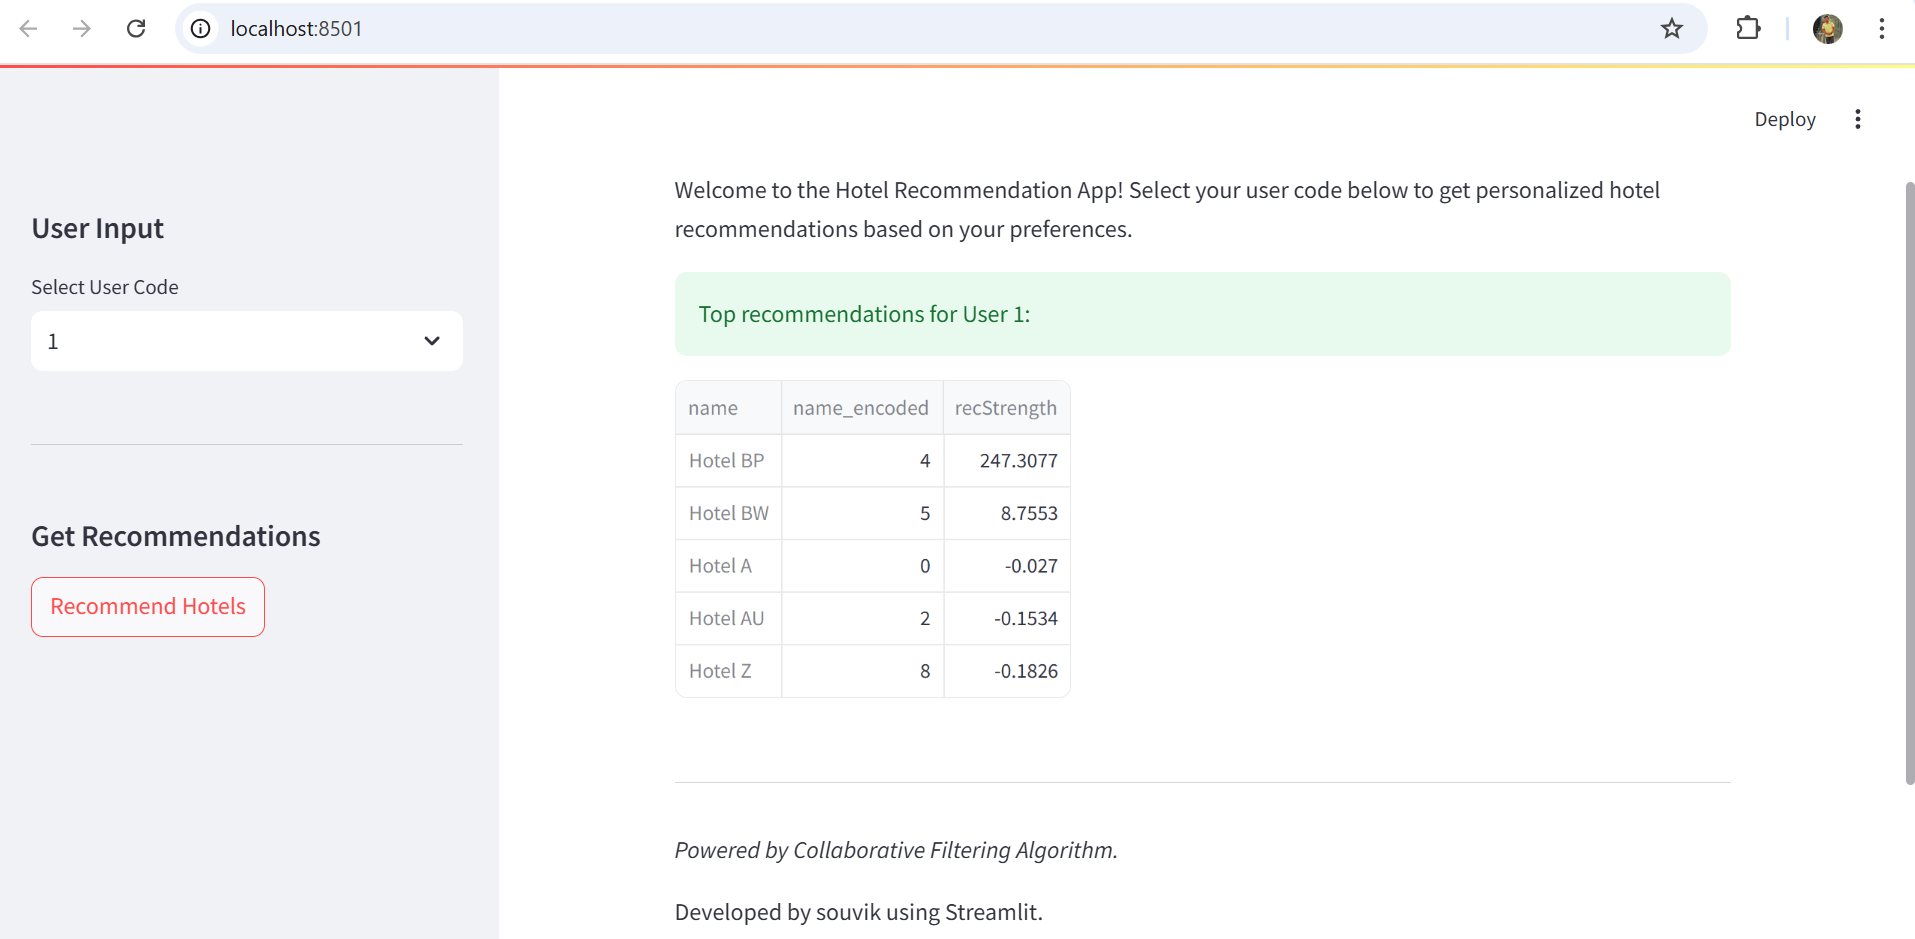 localhost:8501
Deploy
User Input
Select User Code
1
Get Recommendations
Recommend Hotels
Welcome to the Hotel Recommendation App! Select your user code below to get personalized hotel
recommendations based on your preferences.
Top recommendations for User 1:
name name_encoded recStrength
Hotel BP 4 247.3077
Hotel BW 5 8.7553
Hotel A 0 -0.027
Hotel AU 2 -0.1534
Hotel Z 8 -0.1826
Powered by Collaborative Filtering Algorithm.
Developed by souvik using Streamlit.